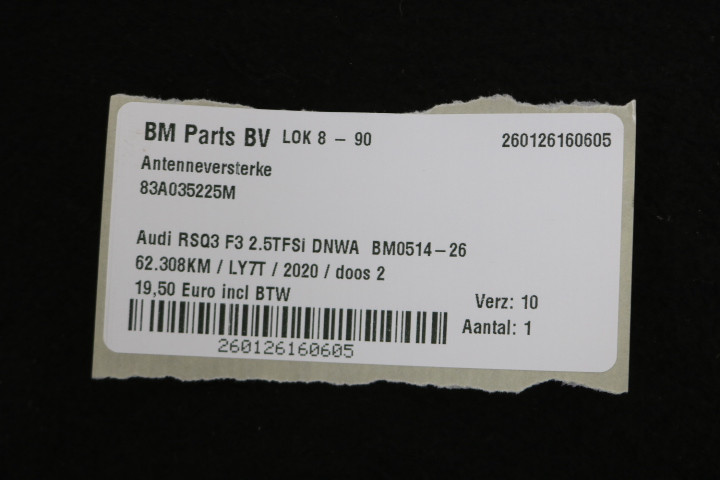 BM Parts BV LOK 8 - 90 260126160605
Antenneversterke
83A035225M
Audi RSQ3 F3 2.5TFSi DNWA BM0514-26
62.308KM / LY7T / 2020 / doos 2
19,50 Euro incl BTW
Verz: 10
Aantal: 1
260126160605